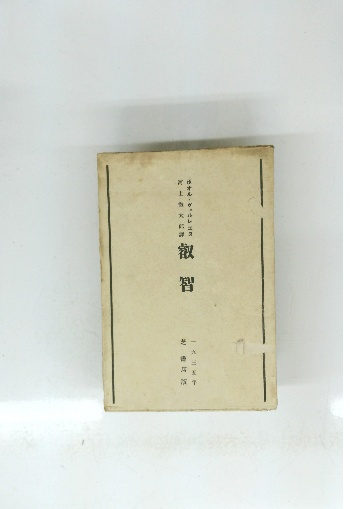 ポオル・ヴェルレエヌ
河上徹太郎譯
叡智
一九三五年
芝書店版